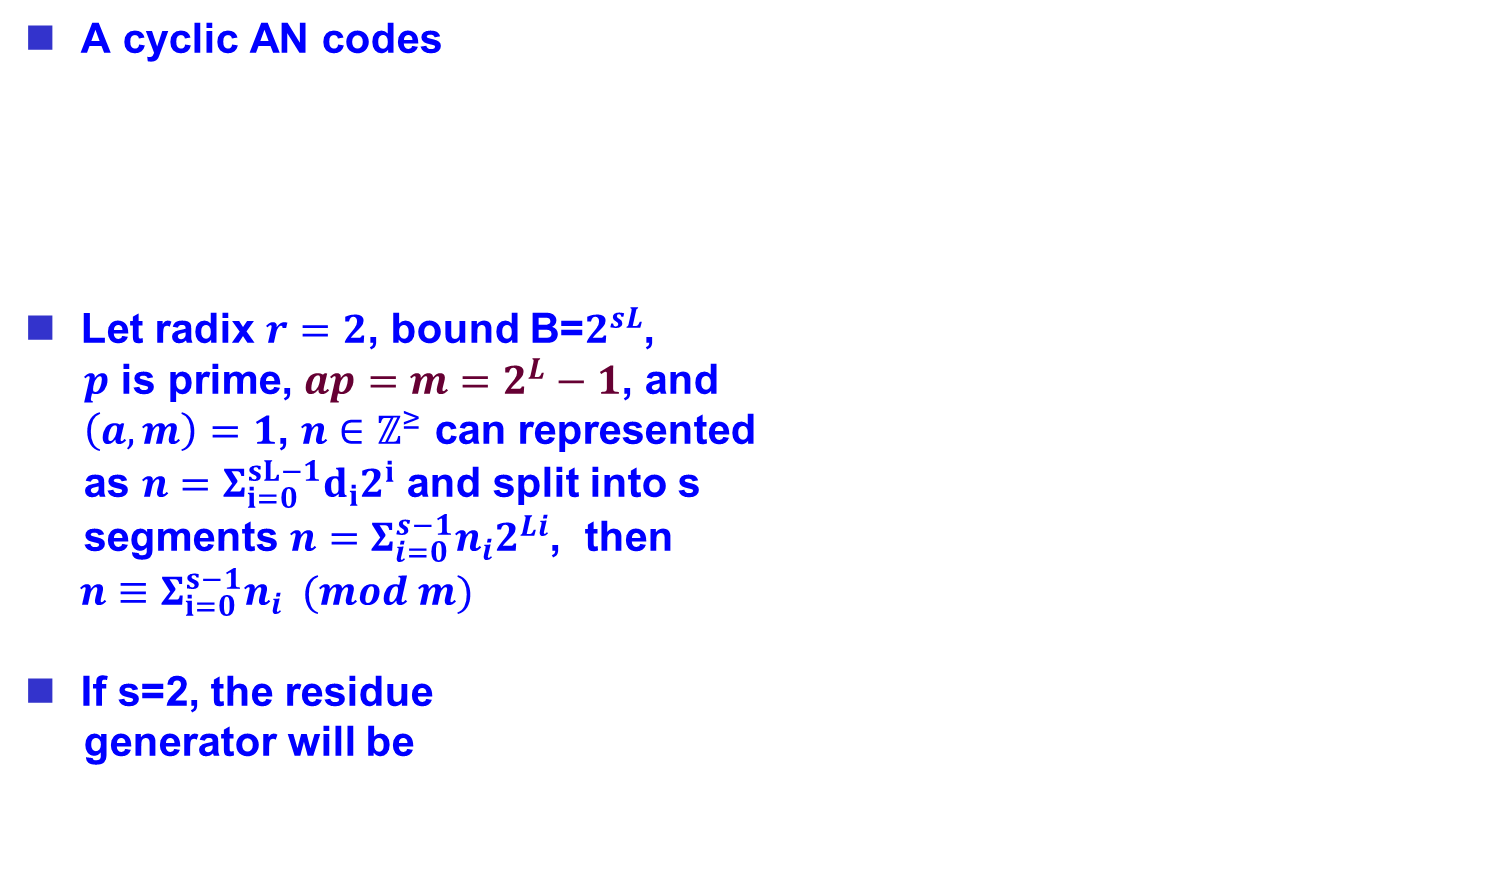 A cyclic AN codes
Let radix r = 2, bound B=2^{sL},
p is prime, ap = m = 2^L − 1, and
(a, m) = 1, n ∈ ℤ^≥ can represented
as n = Σ_{i=0}^{sL−1} d_i 2^i and split into s
segments n = Σ_{i=0}^{s−1} n_i 2^{Li}, then
n ≡ Σ_{i=0}^{s−1} n_i (mod m)
If s=2, the residue
generator will be